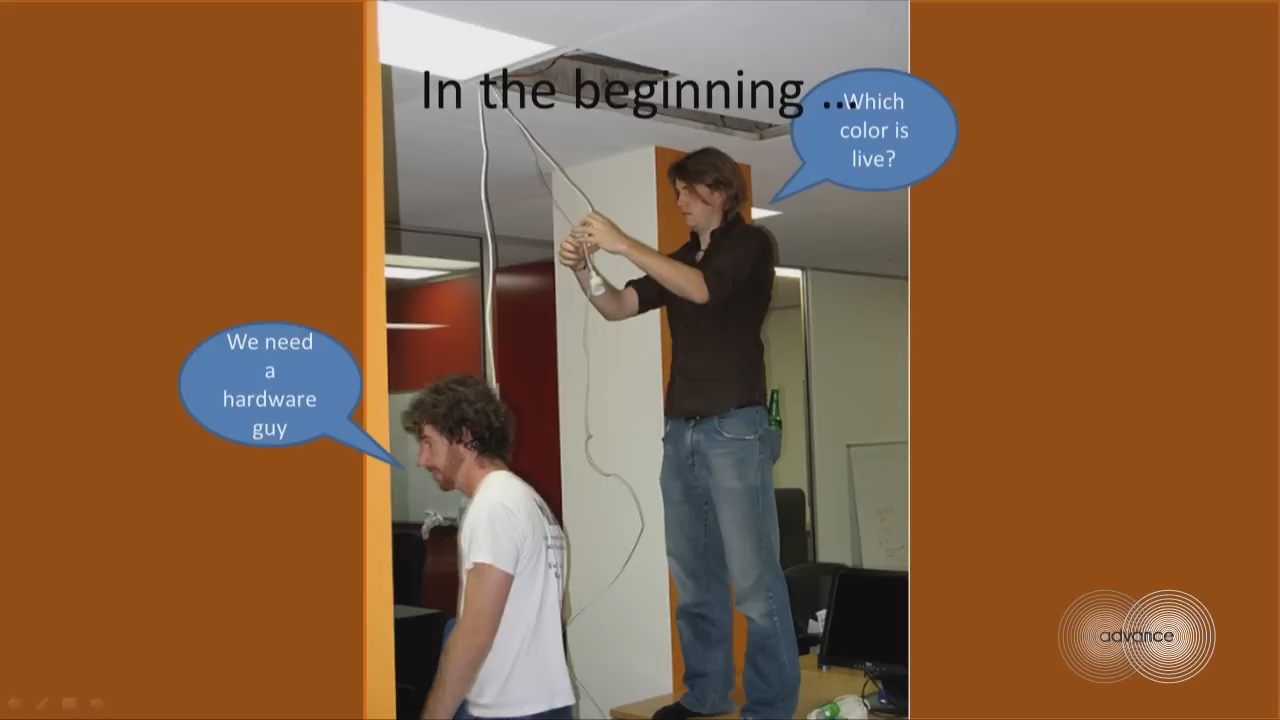 In the beginning ...
Which
color is
live?
We need
a
hardware
guy
advance